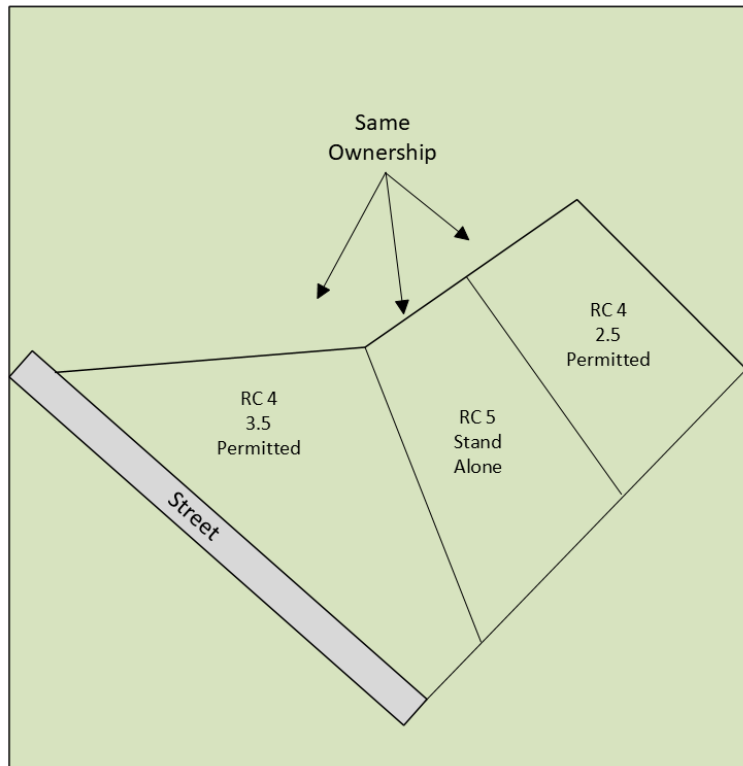 Same
Ownership
RC 4
2.5
Permitted
RC 4
3.5
Permitted
RC 5
Stand
Alone
Street